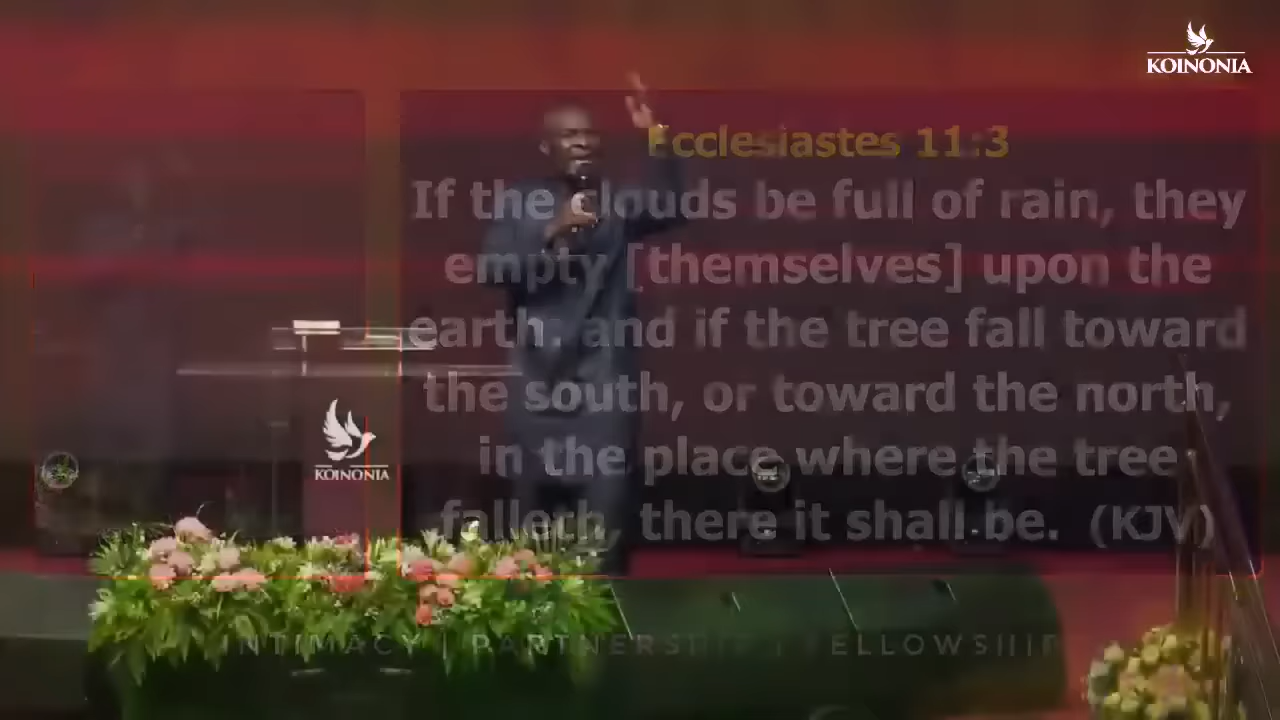 KOINONIA
Ecclesiastes 11:3
If the clouds be full of rain, they
empty [themselves] upon the
earth: and if the tree fall toward
the south, or toward the north,
in the place where the tree
falleth, there it shall be. (KJV)
KOINONIA
INTIMACY | PARTNERSHIP | FELLOWSHIP